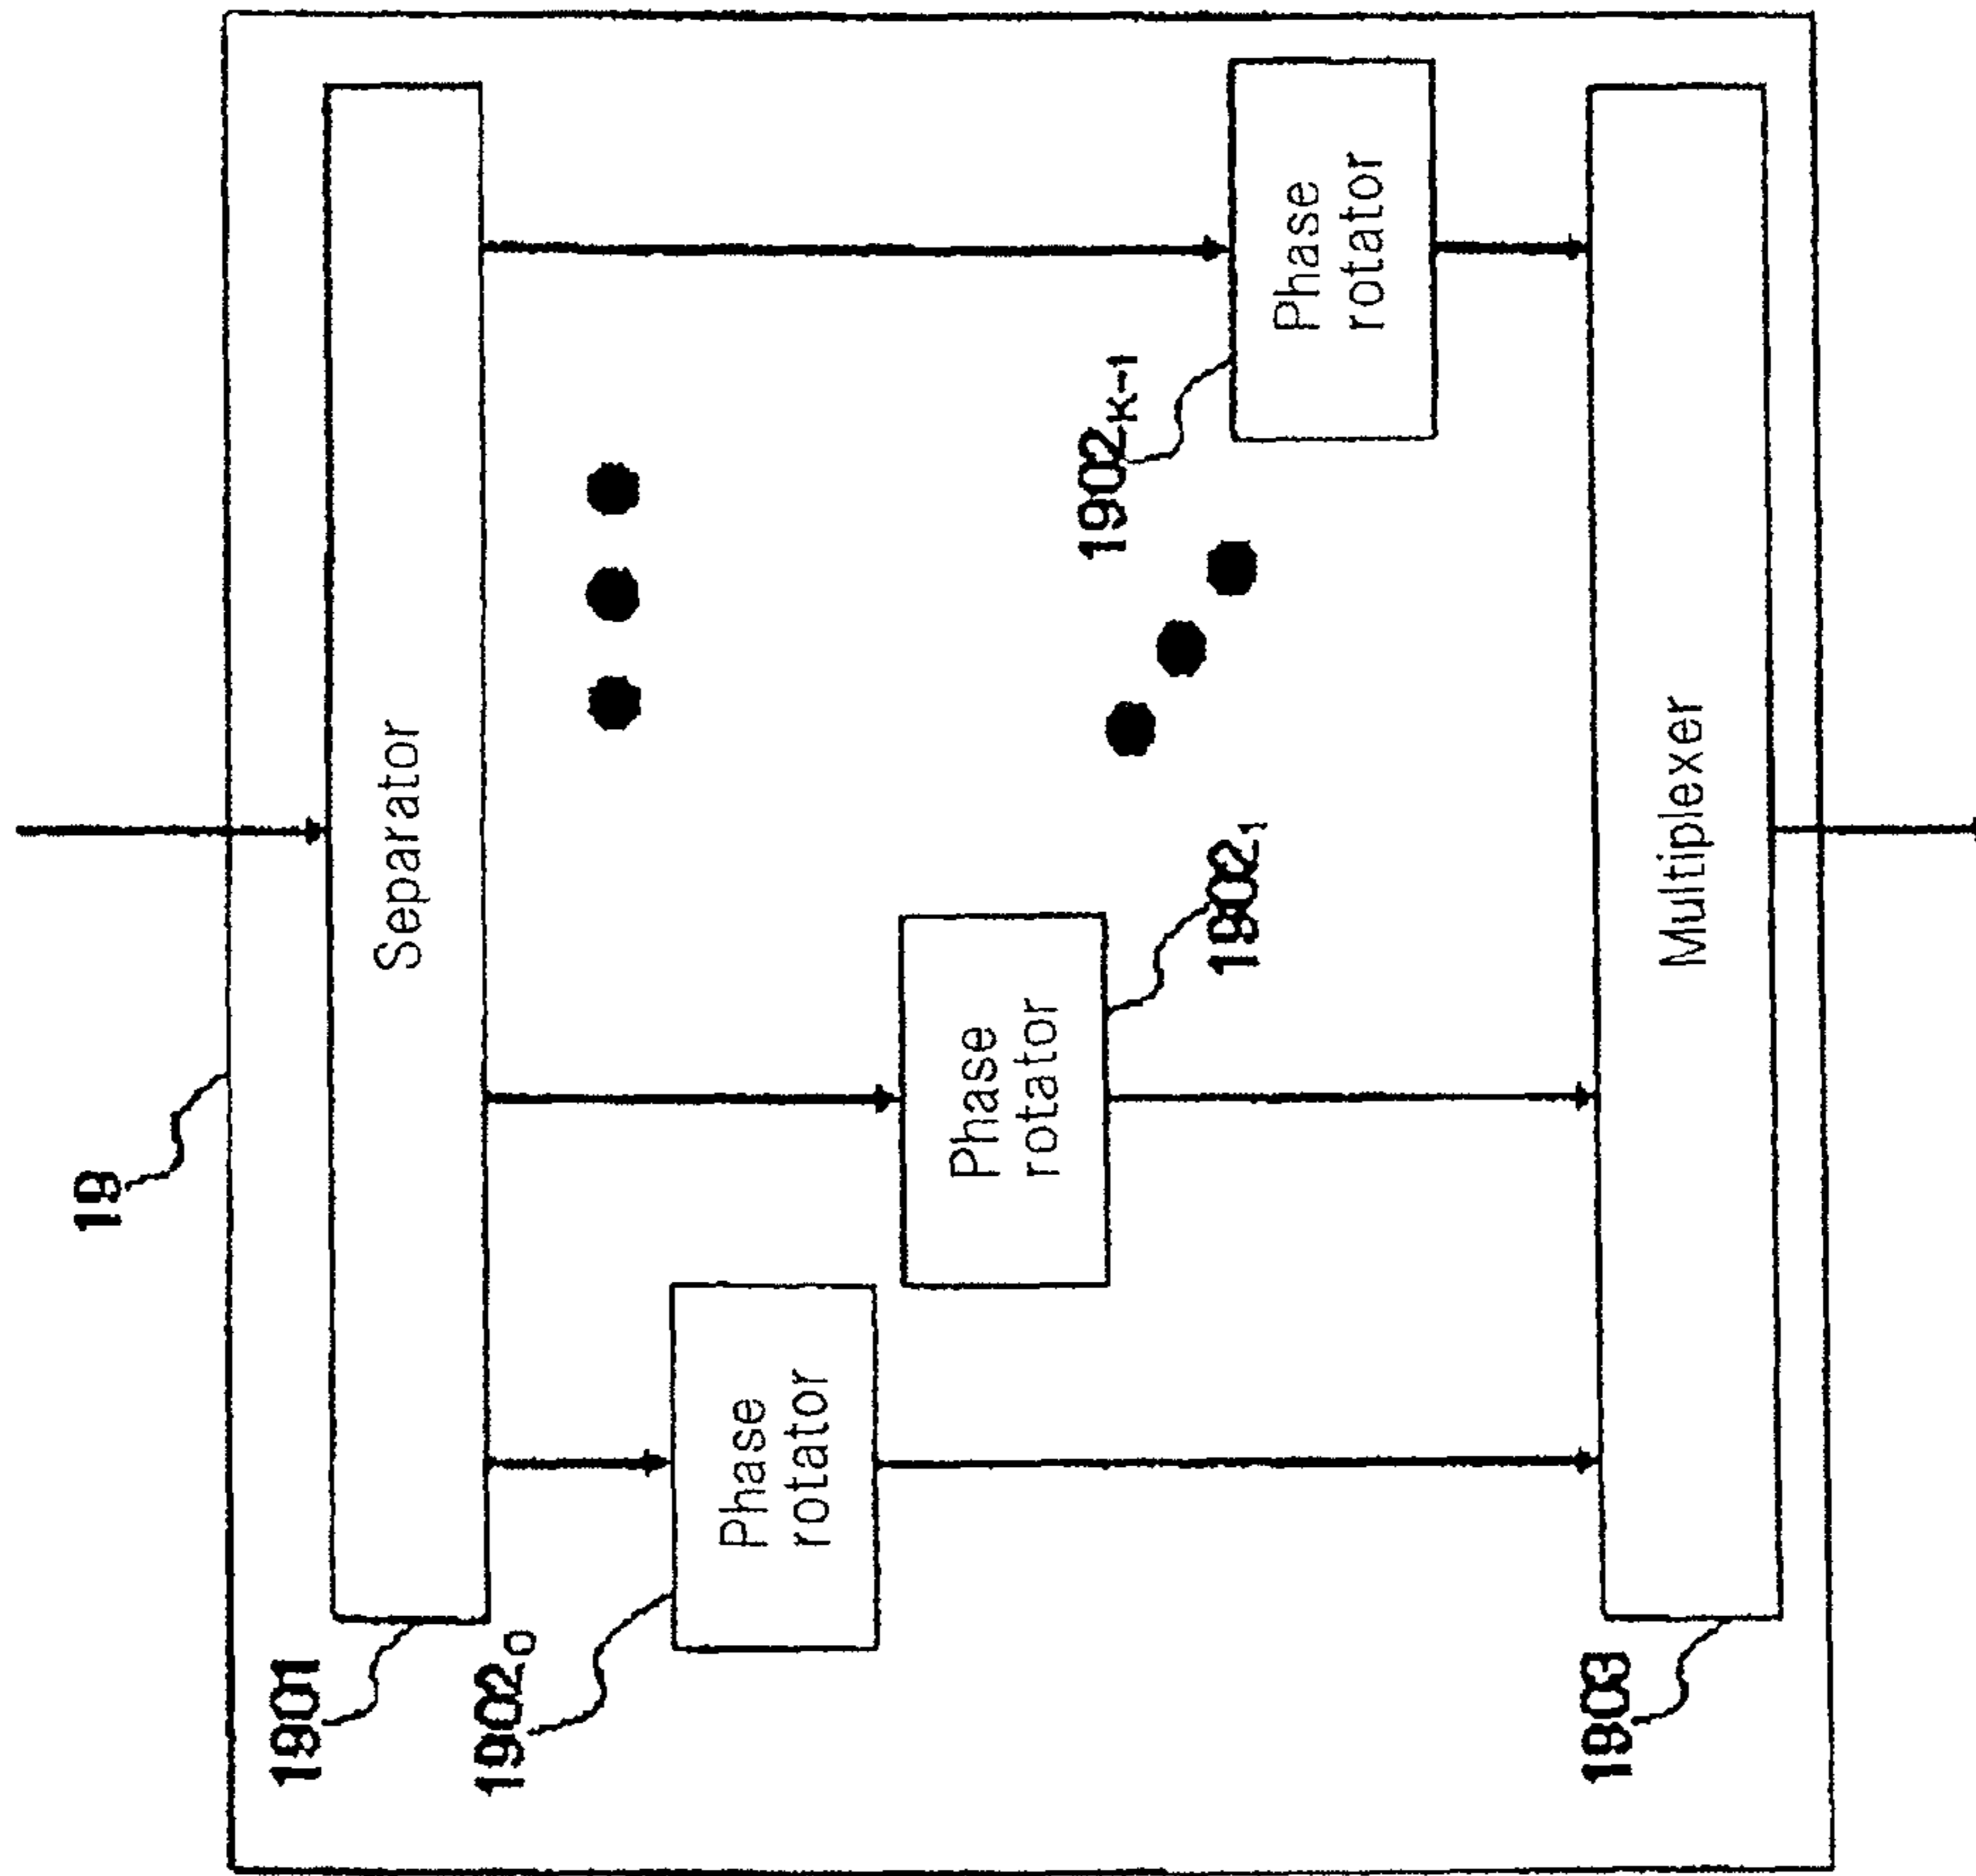 19
1901
Separator
1902₀
Phase
rotator
Phase
rotator
1902₁
1902K-1
Phase
rotator
1903
Multiplexer